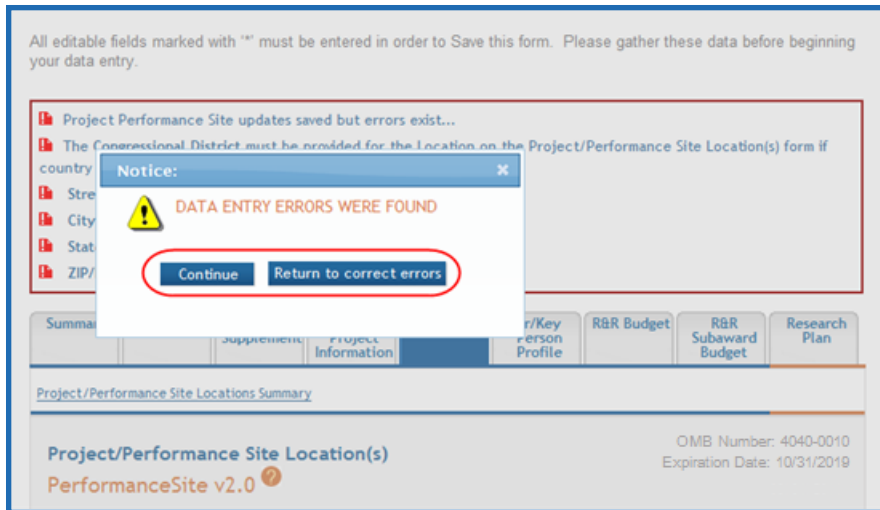 All editable fields marked with '*' must be entered in order to Save this form. Please gather these data before beginning
your data entry.
Project Performance Site updates saved but errors exist...
The Congressional District must be provided for the Location on the Project/Performance Site Location(s) form if
country
Notice:
DATA ENTRY ERRORS WERE FOUND
City
ZIP/
Continue
Return to correct errors
Supplement
Project
Information
r/Key
Person
Profile
R&R Budget
R&R
Subaward
Budget
Research
Plan
Project/Performance Site Locations Summary
Project/Performance Site Location(s)
PerformanceSite v2.0 ?
OMB Number: 4040-0010
Expiration Date: 10/31/2019